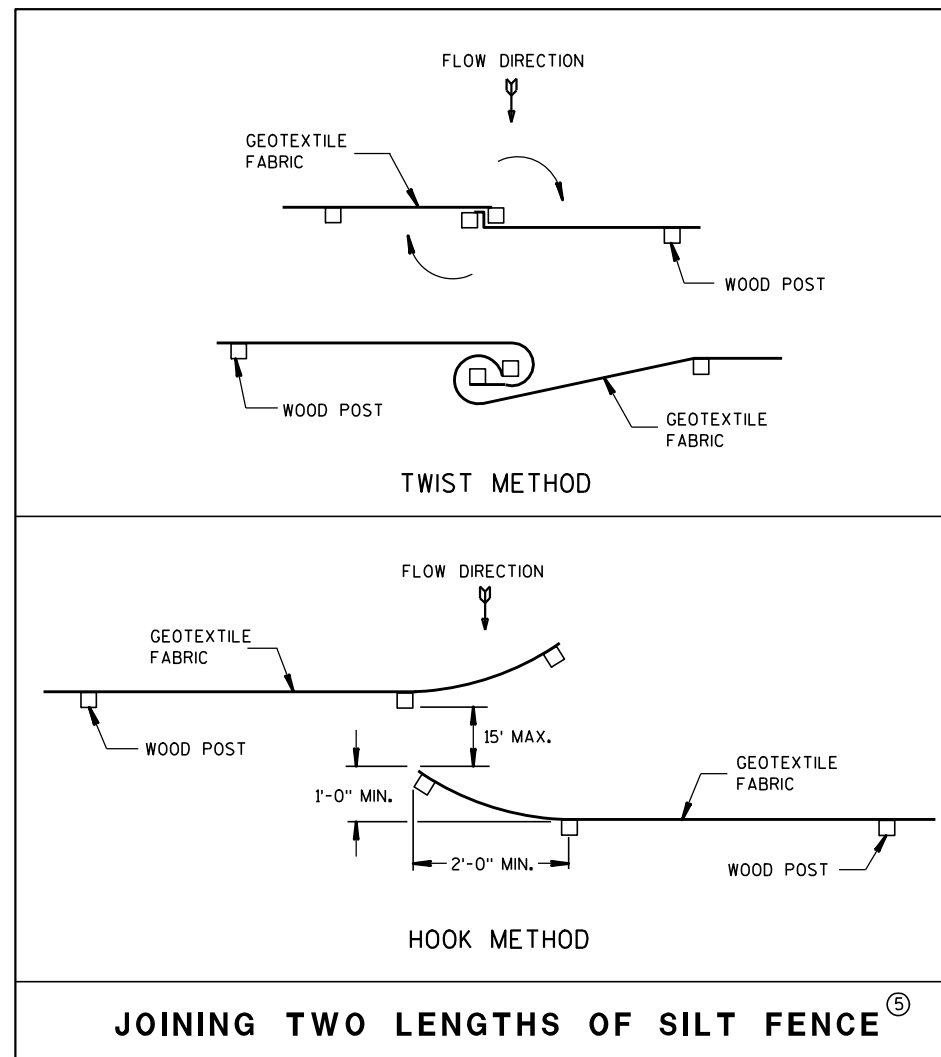 FLOW DIRECTION
GEOTEXTILE
FABRIC
WOOD POST
WOOD POST
GEOTEXTILE
FABRIC
TWIST METHOD
FLOW DIRECTION
GEOTEXTILE
FABRIC
WOOD POST
15' MAX.
GEOTEXTILE
FABRIC
1'-0" MIN.
2'-0" MIN.
WOOD POST
HOOK METHOD
JOINING TWO LENGTHS OF SILT FENCE ⑤